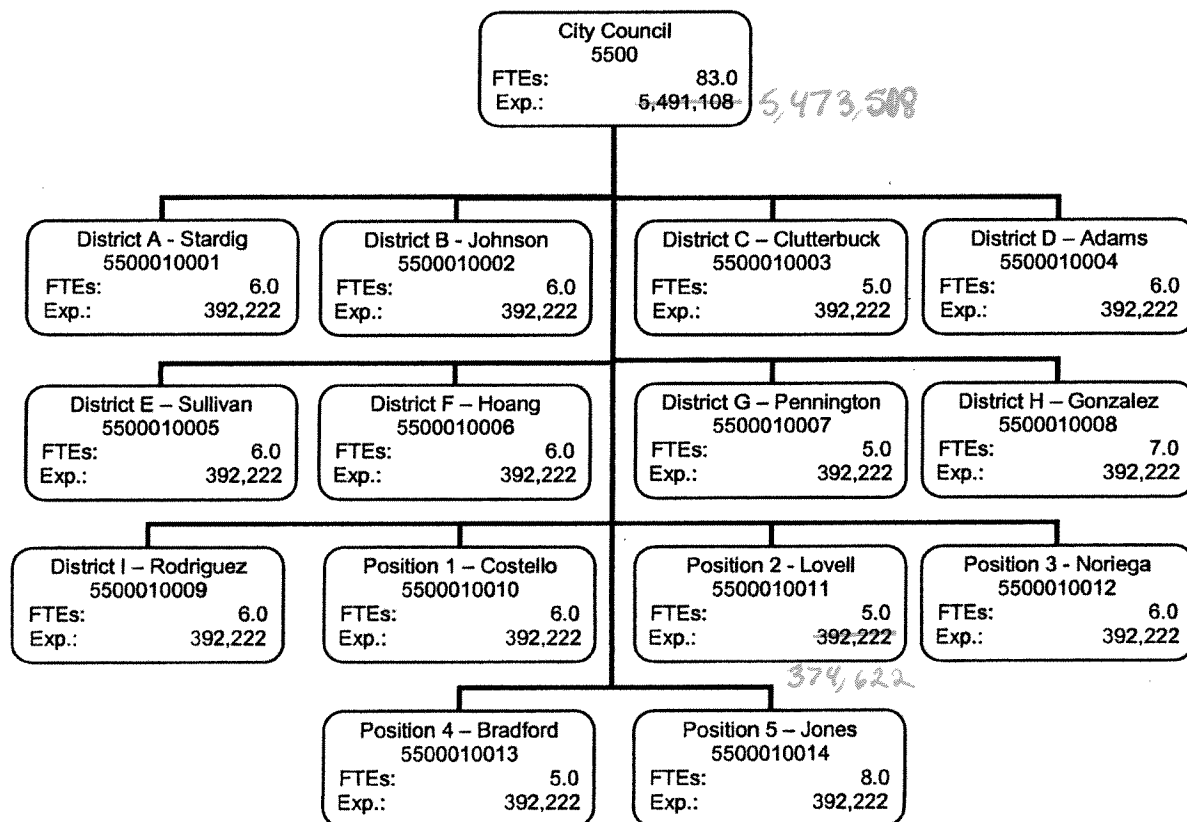 City Council
5500
FTEs: 83.0
Exp.: 5,491,108 5,473,508
District A - Stardig
5500010001
FTEs: 6.0
Exp.: 392,222
District B - Johnson
5500010002
FTEs: 6.0
Exp.: 392,222
District C – Clutterbuck
5500010003
FTEs: 5.0
Exp.: 392,222
District D – Adams
5500010004
FTEs: 6.0
Exp.: 392,222
District E – Sullivan
5500010005
FTEs: 6.0
Exp.: 392,222
District F – Hoang
5500010006
FTEs: 6.0
Exp.: 392,222
District G – Pennington
5500010007
FTEs: 5.0
Exp.: 392,222
District H – Gonzalez
5500010008
FTEs: 7.0
Exp.: 392,222
District I – Rodriguez
5500010009
FTEs: 6.0
Exp.: 392,222
Position 1 – Costello
5500010010
FTEs: 6.0
Exp.: 392,222
Position 2 - Lovell
5500010011
FTEs: 5.0
Exp.: 392,222
374,622
Position 3 - Noriega
5500010012
FTEs: 6.0
Exp.: 392,222
Position 4 – Bradford
5500010013
FTEs: 5.0
Exp.: 392,222
Position 5 – Jones
5500010014
FTEs: 8.0
Exp.: 392,222